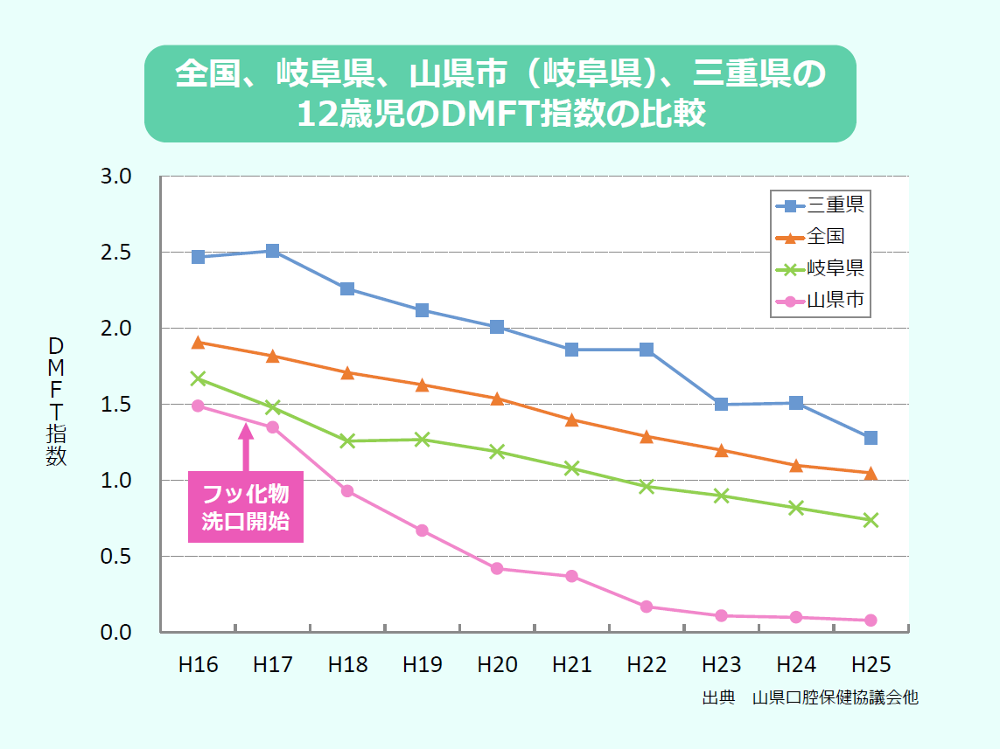 全国、岐阜県、山県市（岐阜県）、三重県の
12歳児のDMFT指数の比較
3.0
2.5
2.0
1.5
1.0
0.5
0.0
DMFT指数
三重県
全国
岐阜県
山県市
フッ化物
洗口開始
H16 H17 H18 H19 H20 H21 H22 H23 H24 H25
出典　山県口腔保健協議会他